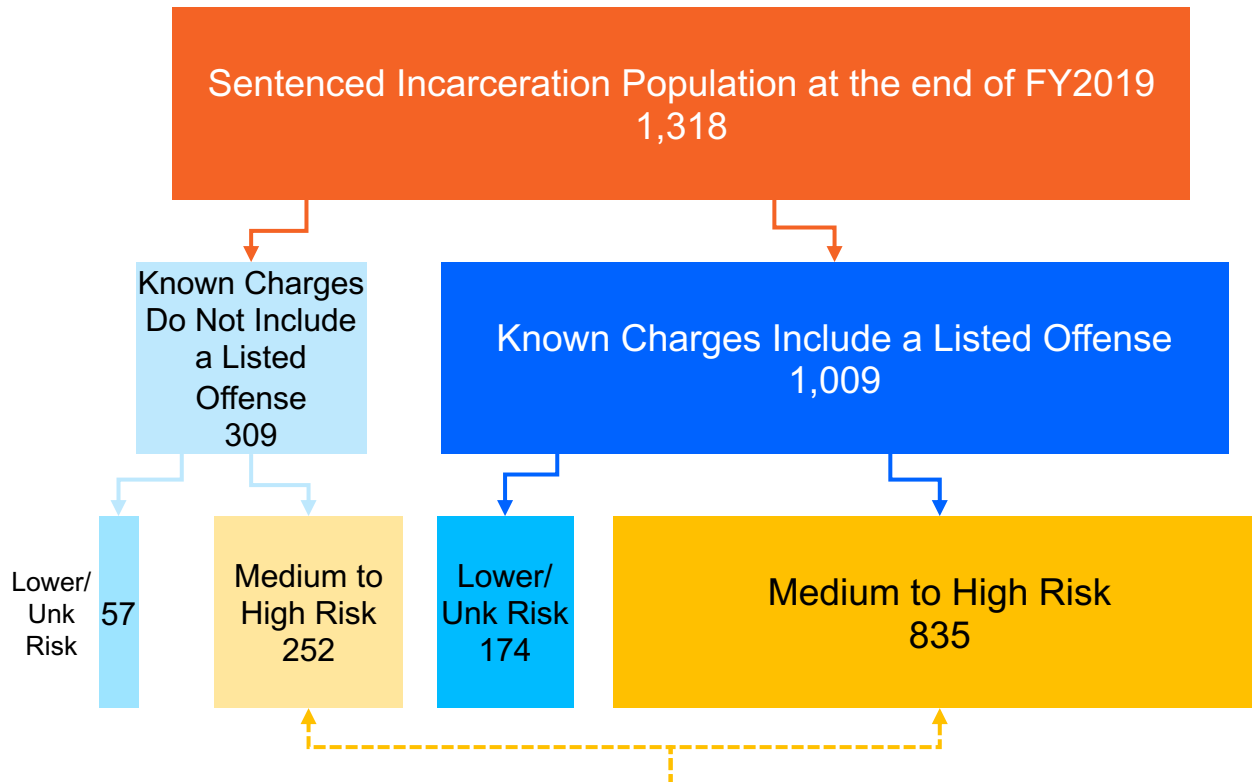 Sentenced Incarceration Population at the end of FY2019
1,318
Known Charges
Do Not Include
a Listed
Offense
309
Known Charges Include a Listed Offense
1,009
Lower/
Unk
Risk
57
Medium to
High Risk
252
Lower/
Unk Risk
174
Medium to High Risk
835